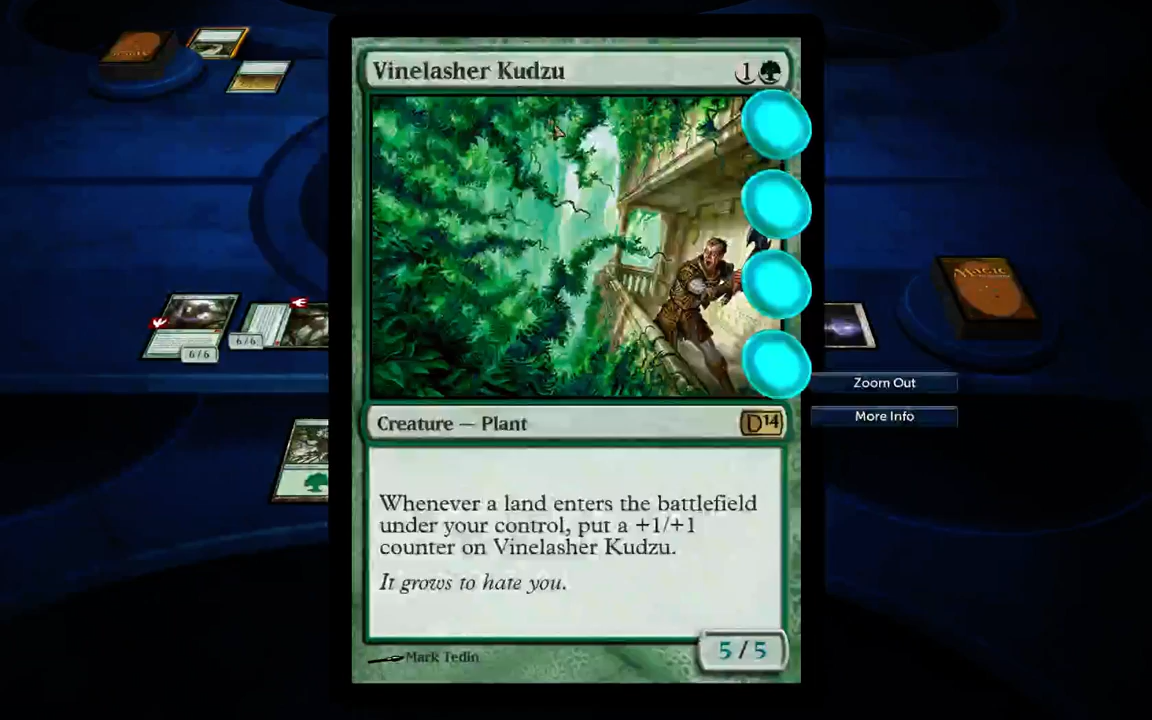 Vinelasher Kudzu 1
Creature — Plant
D14
Whenever a land enters the battlefield
under your control, put a +1/+1
counter on Vinelasher Kudzu.
It grows to hate you.
Mark Tedin
5/5
6/6
6/6
MAGIC
Zoom Out
More Info